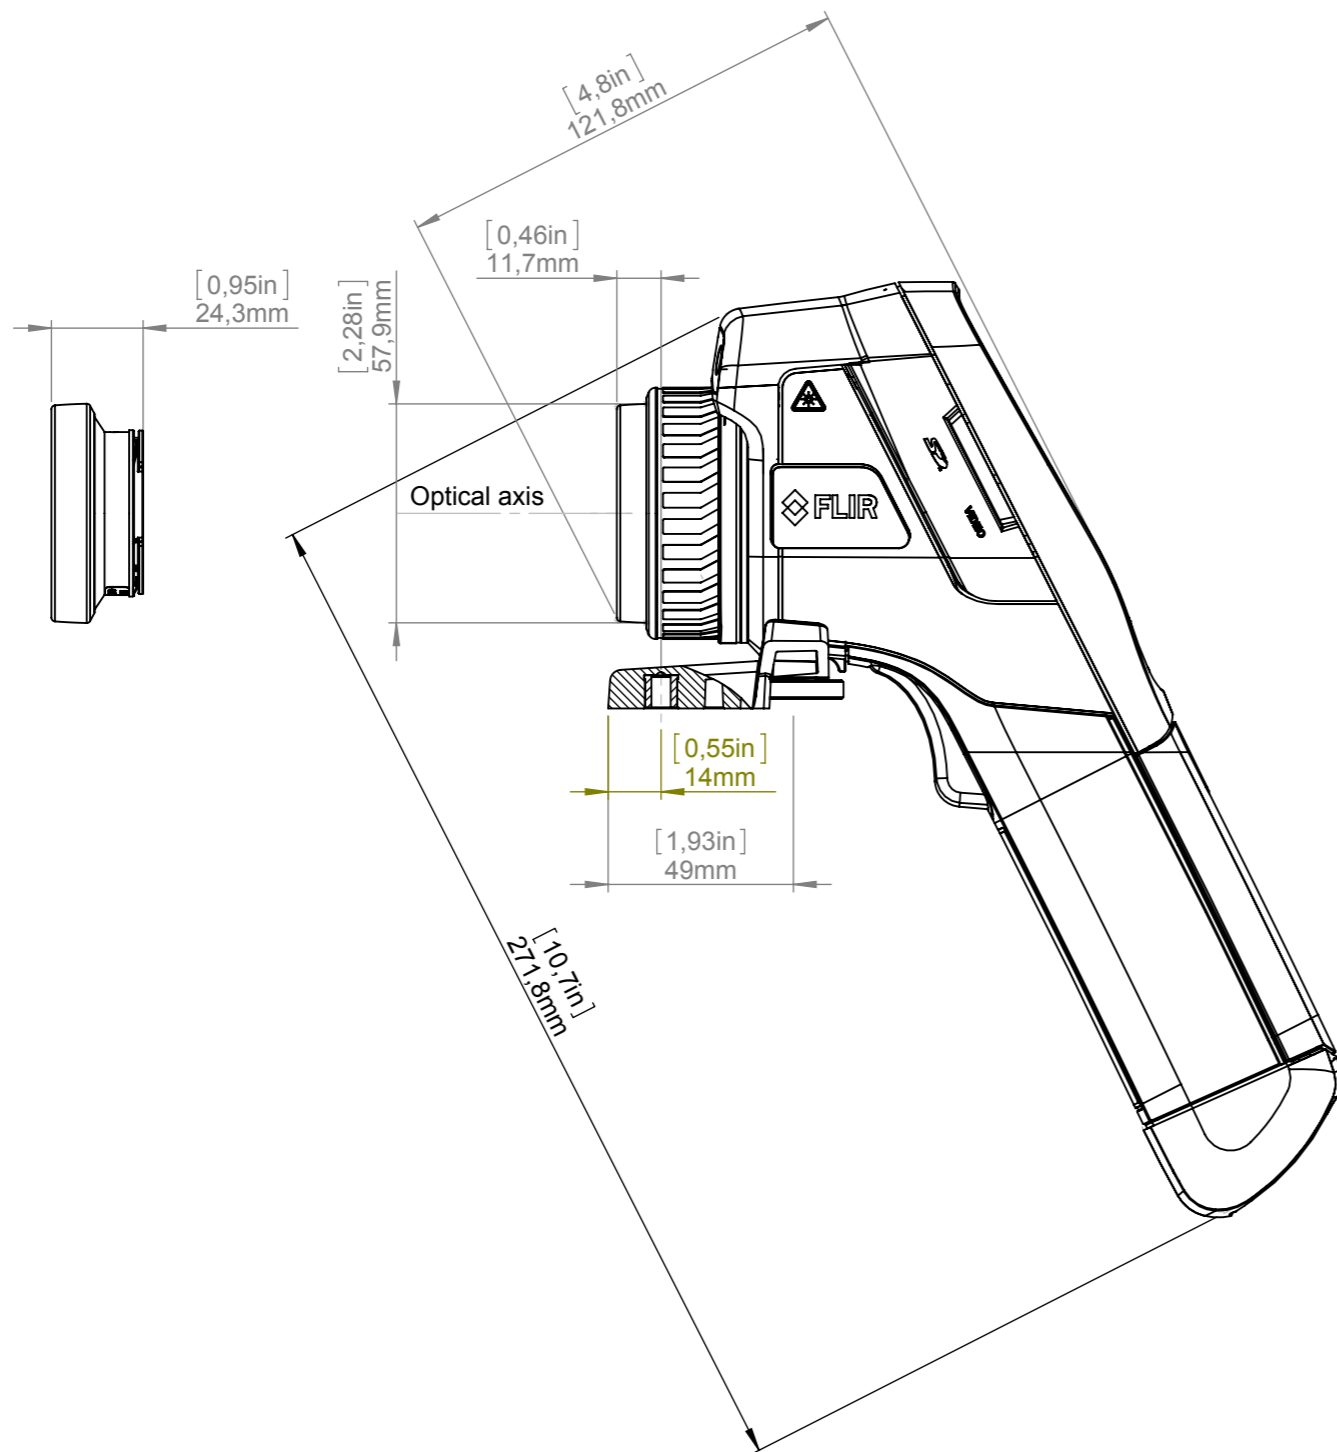 [4,8in]
121,8mm
[0,46in]
11,7mm
[0,95in]
24,3mm
[2,28in]
57,9mm
Optical axis
FLIR
VIDEO
[0,55in]
14mm
[1,93in]
49mm
[10,7in]
271,8mm